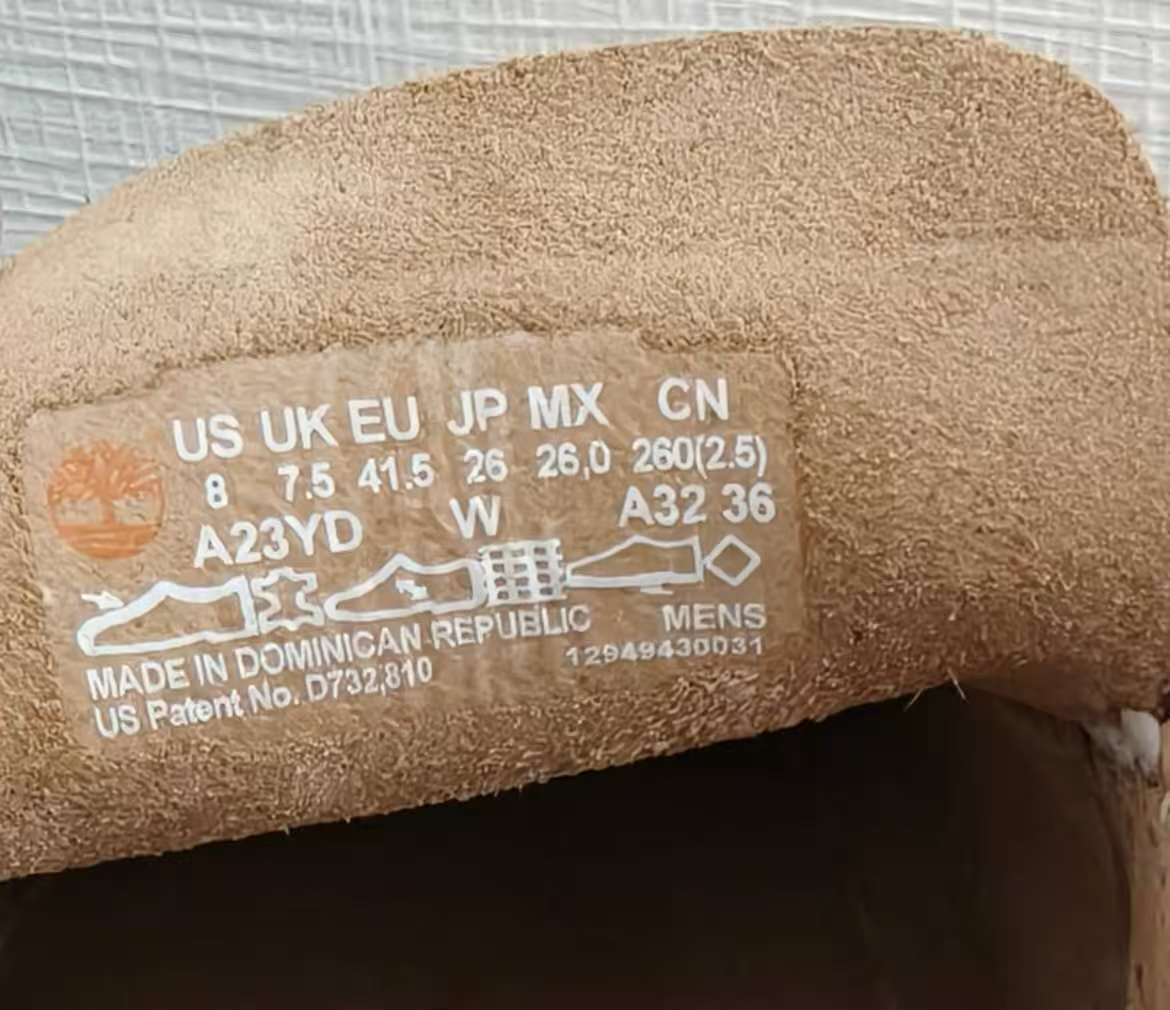 US UK EU JP MX CN
8 7.5 41.5 26 26,0 260(2.5)
A23YD W A32 36
MADE IN DOMINICAN REPUBLIC MENS
US Patent No. D732,810 12949430031